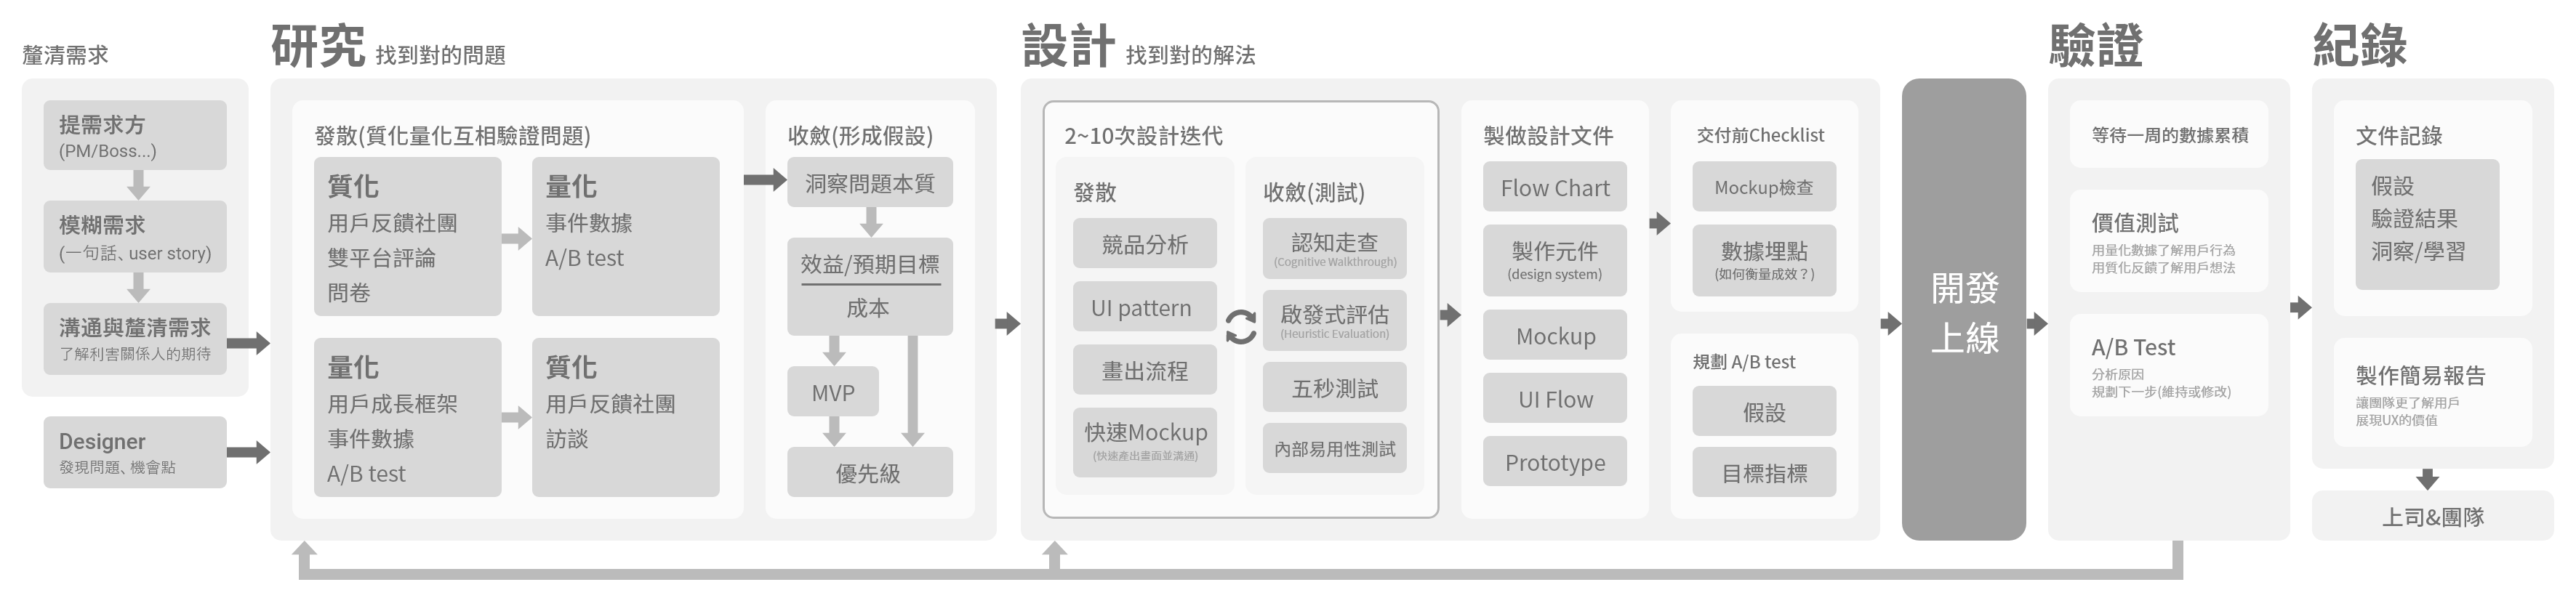 釐清需求
提需求方
(PM/Boss...)
模糊需求
(一句話、user story)
溝通與釐清需求
了解利害關係人的期待
Designer
發現問題、機會點
研究 找到對的問題
發散(質化量化互相驗證問題)
質化
用戶反饋社團
雙平台評論
問卷
量化
事件數據
A/B test
量化
用戶成長框架
事件數據
A/B test
質化
用戶反饋社團
訪談
收斂(形成假設)
洞察問題本質
效益/預期目標
成本
MVP
優先級
設計 找到對的解法
2~10次設計迭代
發散
競品分析
UI pattern
畫出流程
快速Mockup
(快速產出畫面並溝通)
收斂(測試)
認知走查
(Cognitive Walkthrough)
啟發式評估
(Heuristic Evaluation)
五秒測試
內部易用性測試
製做設計文件
Flow Chart
製作元件
(design system)
Mockup
UI Flow
Prototype
交付前Checklist
Mockup檢查
數據埋點
(如何衡量成效？)
規劃 A/B test
假設
目標指標
開發
上線
驗證
等待一周的數據累積
價值測試
用量化數據了解用戶行為
用質化反饋了解用戶想法
A/B Test
分析原因
規劃下一步(維持或修改)
紀錄
文件記錄
假設
驗證結果
洞察/學習
製作簡易報告
讓團隊更了解用戶
展現UX的價值
上司&團隊